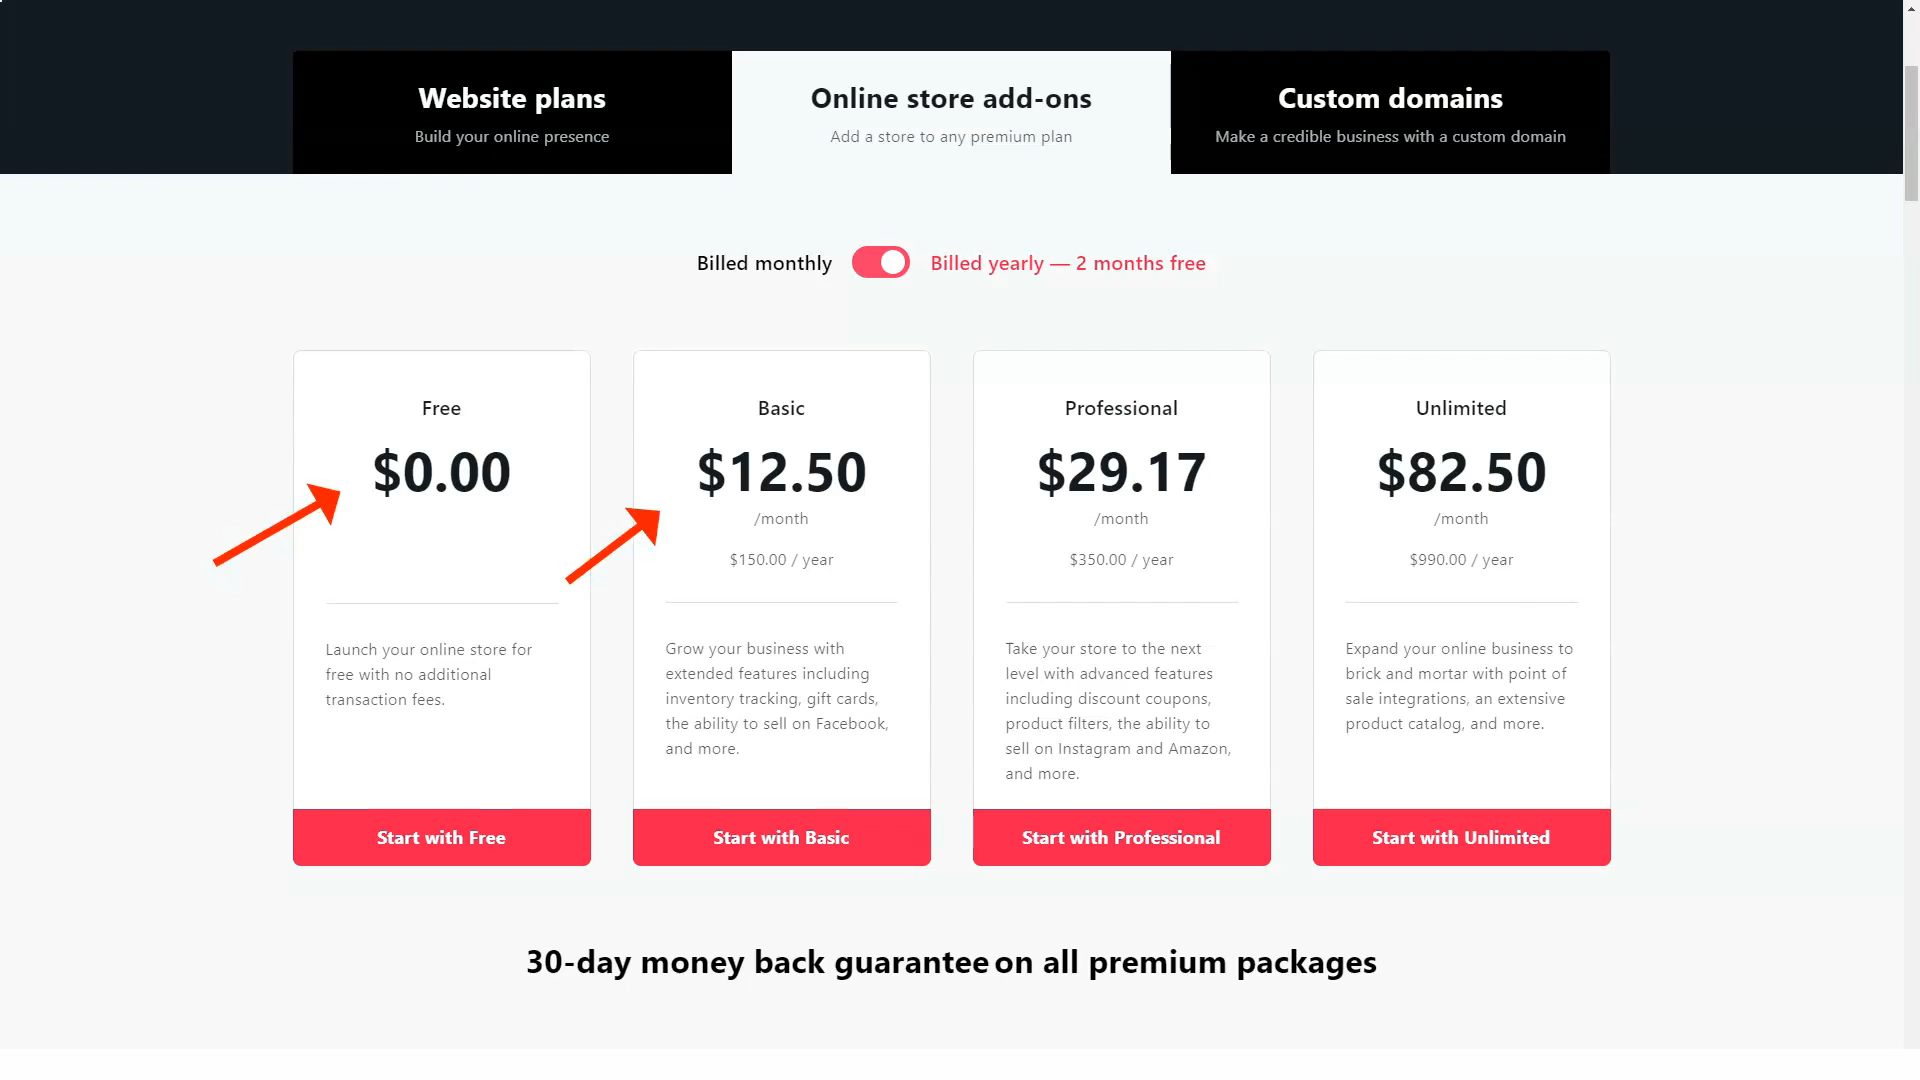 Website plans
Build your online presence
Online store add-ons
Add a store to any premium plan
Custom domains
Make a credible business with a custom domain
Billed monthly
Billed yearly — 2 months free
Free
$0.00
Launch your online store for
free with no additional
transaction fees.
Start with Free
Basic
$12.50
/month
$150.00 / year
Grow your business with
extended features including
inventory tracking, gift cards,
the ability to sell on Facebook,
and more.
Start with Basic
Professional
$29.17
/month
$350.00 / year
Take your store to the next
level with advanced features
including discount coupons,
product filters, the ability to
sell on Instagram and Amazon,
and more.
Start with Professional
Unlimited
$82.50
/month
$990.00 / year
Expand your online business to
brick and mortar with point of
sale integrations, an extensive
product catalog, and more.
Start with Unlimited
30-day money back guarantee on all premium packages